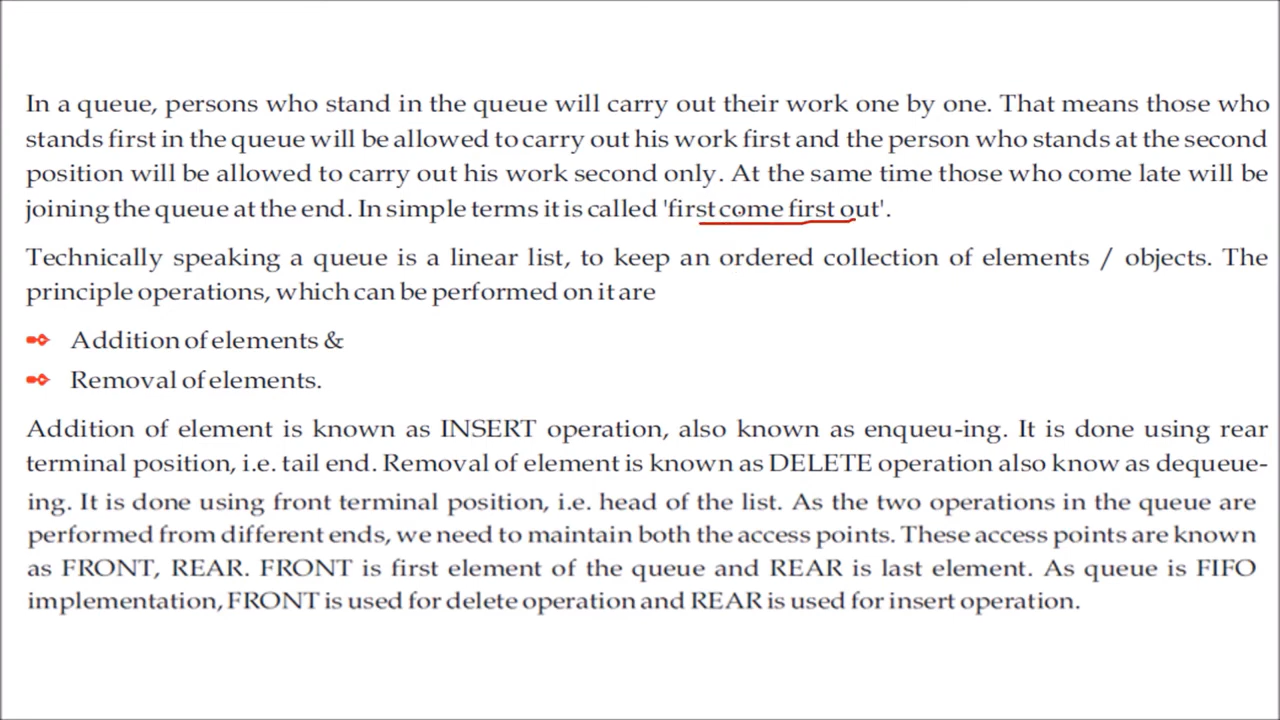 In a queue, persons who stand in the queue will carry out their work one by one. That means those who
stands first in the queue will be allowed to carry out his work first and the person who stands at the second
position will be allowed to carry out his work second only. At the same time those who come late will be
joining the queue at the end. In simple terms it is called 'first come first out'.
Technically speaking a queue is a linear list, to keep an ordered collection of elements / objects. The
principle operations, which can be performed on it are
Addition of elements &
Removal of elements.
Addition of element is known as INSERT operation, also known as enqueu-ing. It is done using rear
terminal position, i.e. tail end. Removal of element is known as DELETE operation also know as dequeue-
ing. It is done using front terminal position, i.e. head of the list. As the two operations in the queue are
performed from different ends, we need to maintain both the access points. These access points are known
as FRONT, REAR. FRONT is first element of the queue and REAR is last element. As queue is FIFO
implementation, FRONT is used for delete operation and REAR is used for insert operation.